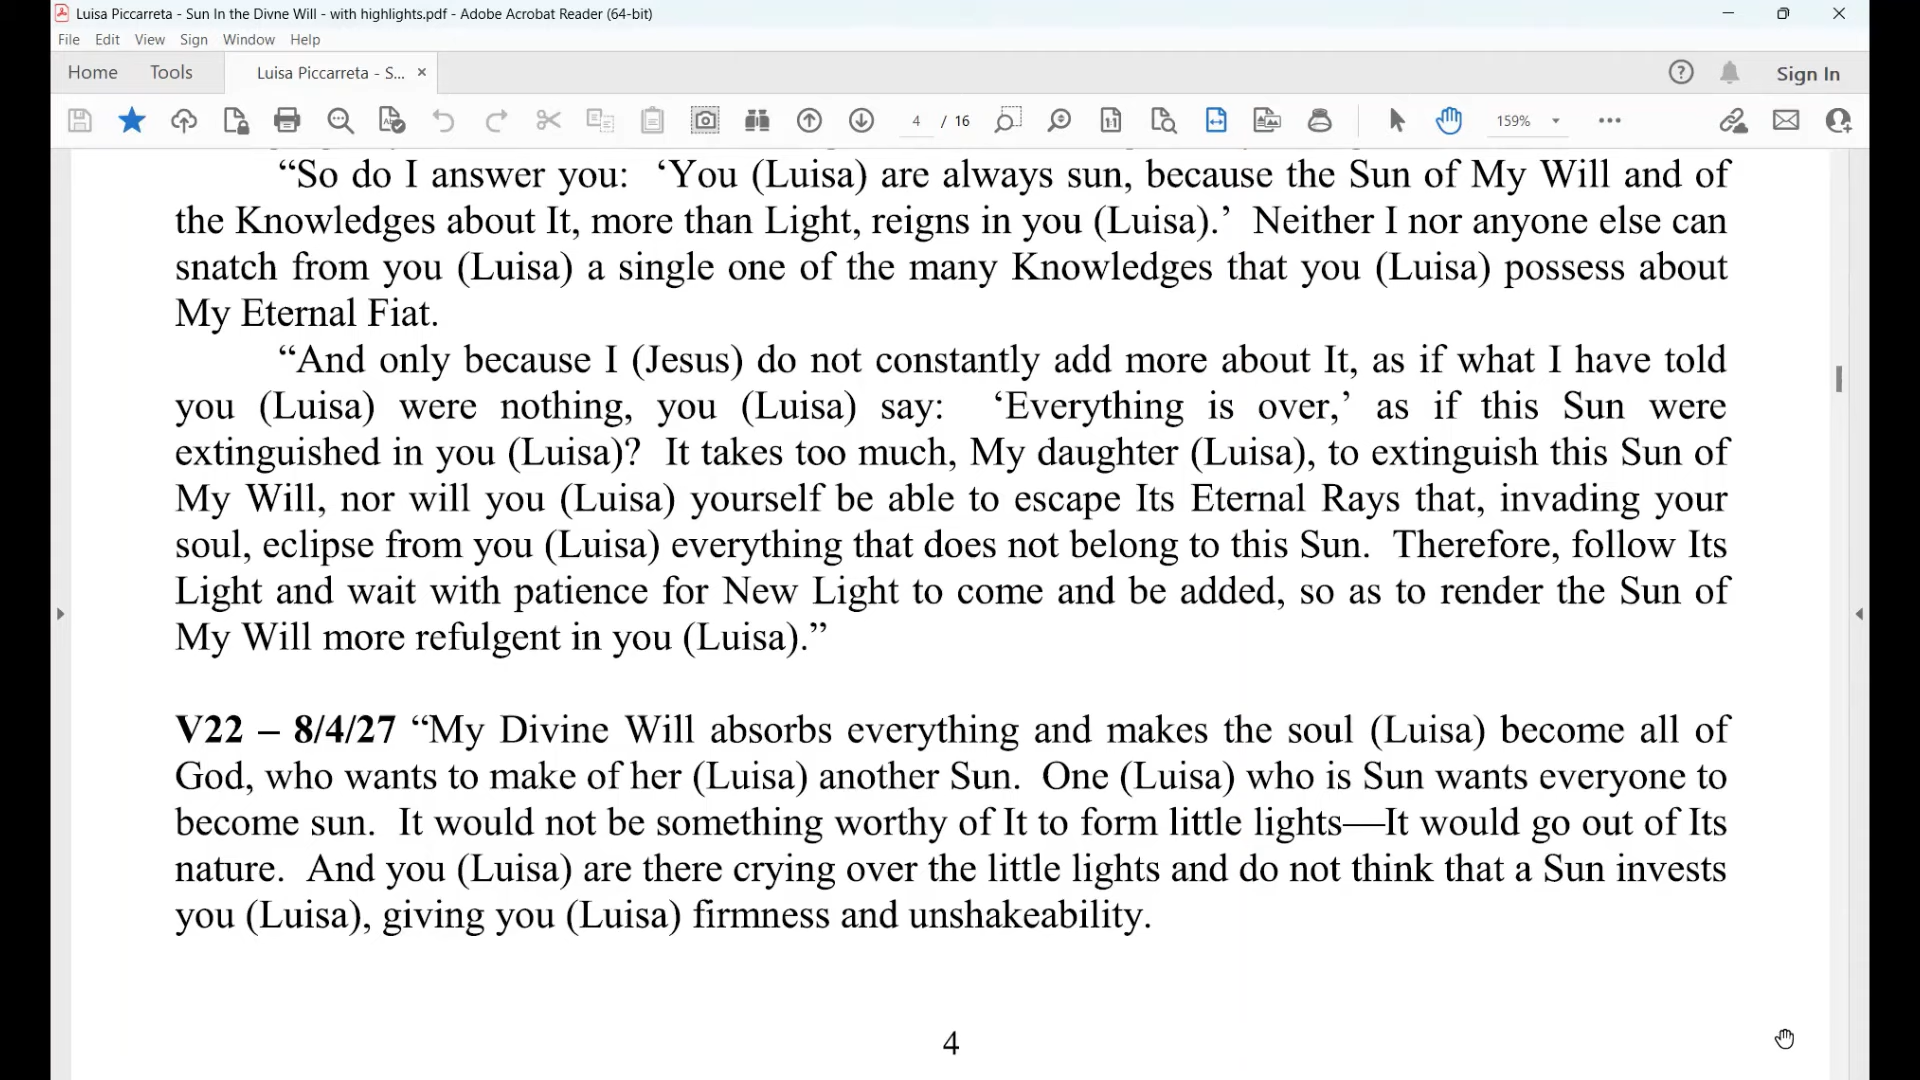 Luisa Piccarreta - Sun In the Divne Will - with highlights.pdf - Adobe Acrobat Reader (64-bit)
File Edit View Sign Window Help
Home Tools Luisa Piccarreta - S... × Sign In
4 / 16 159%
“So do I answer you:  ‘You (Luisa) are always sun, because the Sun of My Will and of
the Knowledges about It, more than Light, reigns in you (Luisa).’  Neither I nor anyone else can
snatch from you (Luisa) a single one of the many Knowledges that you (Luisa) possess about
My Eternal Fiat.
“And only because I (Jesus) do not constantly add more about It, as if what I have told
you (Luisa) were nothing, you (Luisa) say:  ‘Everything is over,’ as if this Sun were
extinguished in you (Luisa)?  It takes too much, My daughter (Luisa), to extinguish this Sun of
My Will, nor will you (Luisa) yourself be able to escape Its Eternal Rays that, invading your
soul, eclipse from you (Luisa) everything that does not belong to this Sun.  Therefore, follow Its
Light and wait with patience for New Light to come and be added, so as to render the Sun of
My Will more refulgent in you (Luisa).”
V22 – 8/4/27 “My Divine Will absorbs everything and makes the soul (Luisa) become all of
God, who wants to make of her (Luisa) another Sun.  One (Luisa) who is Sun wants everyone to
become sun.  It would not be something worthy of It to form little lights—It would go out of Its
nature.  And you (Luisa) are there crying over the little lights and do not think that a Sun invests
you (Luisa), giving you (Luisa) firmness and unshakeability.
4